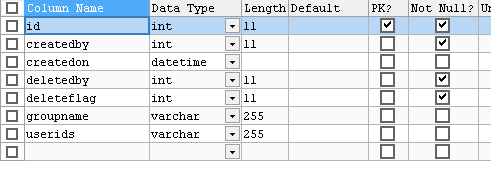 Column Name Data Type Length Default PK? Not Null? Un
id int 11
createdby int 11
createdon datetime
deletedby int 11
deleteflag int 11
groupname varchar 255
userids varchar 255